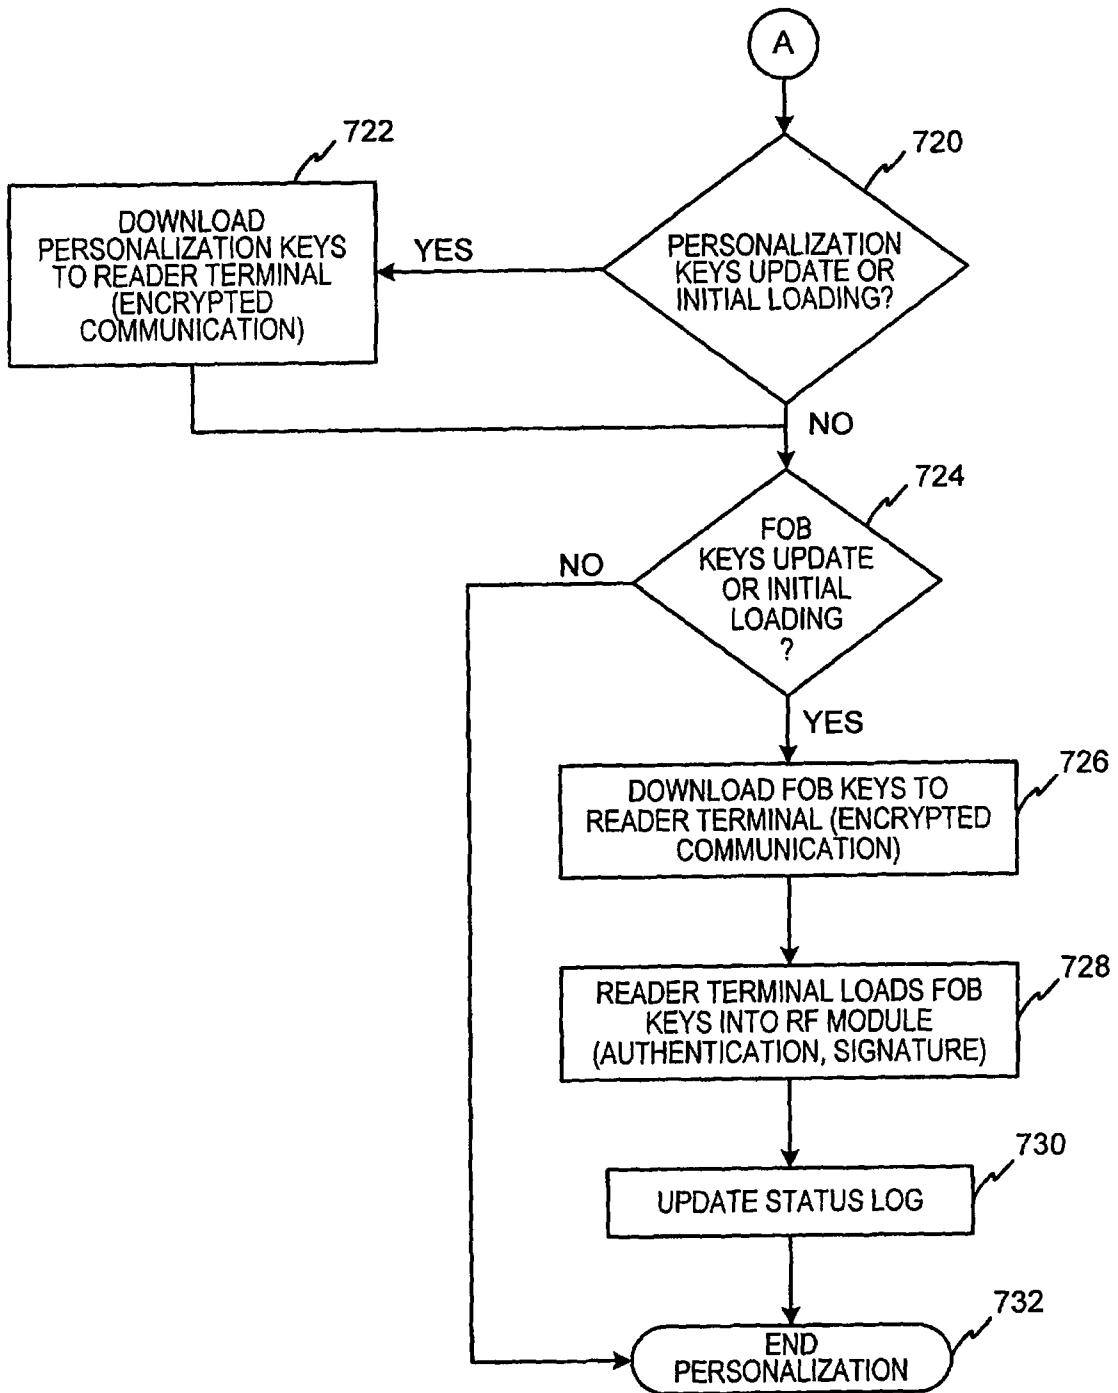 A
720
PERSONALIZATION
KEYS UPDATE OR
INITIAL LOADING?
YES
722
DOWNLOAD
PERSONALIZATION KEYS
TO READER TERMINAL
(ENCRYPTED
COMMUNICATION)
NO
724
FOB
KEYS UPDATE
OR INITIAL
LOADING
?
NO
YES
726
DOWNLOAD FOB KEYS TO
READER TERMINAL (ENCRYPTED
COMMUNICATION)
728
READER TERMINAL LOADS FOB
KEYS INTO RF MODULE
(AUTHENTICATION, SIGNATURE)
730
UPDATE STATUS LOG
732
END
PERSONALIZATION